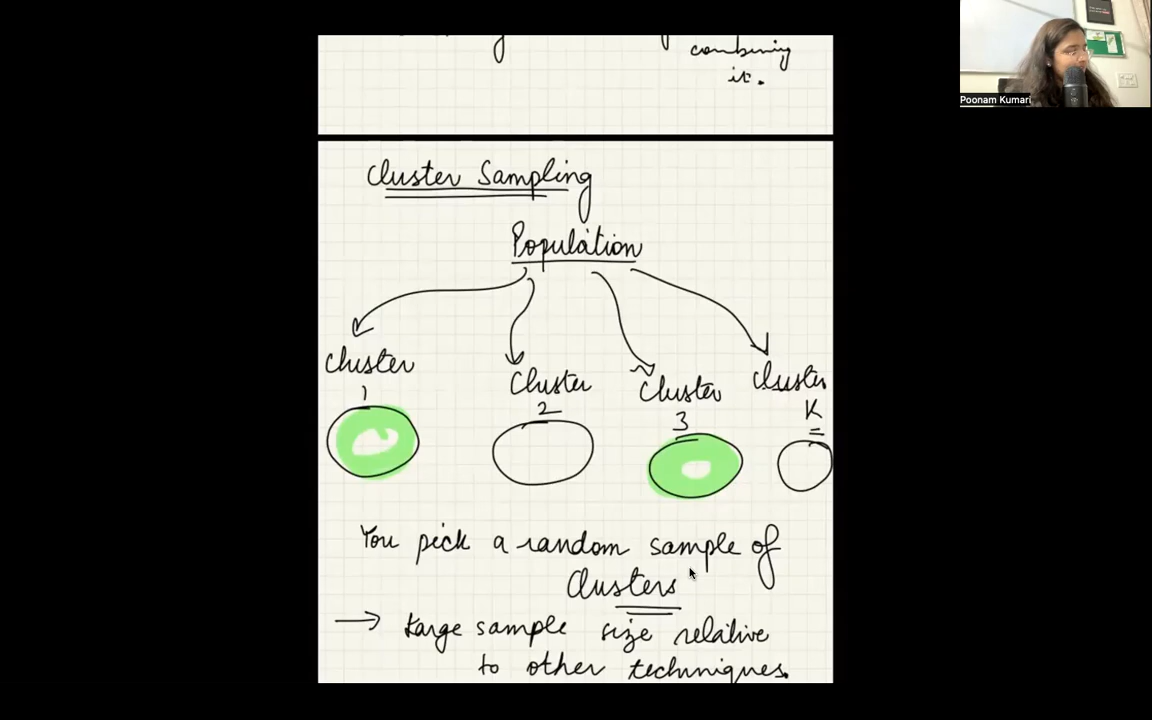 combining
it.
Poonam Kumari
Cluster Sampling
Population
Cluster
1
Cluster
2
Cluster
3
Cluster
K
You pick a random sample of
Clusters
→ Large sample size relative
to other techniques.